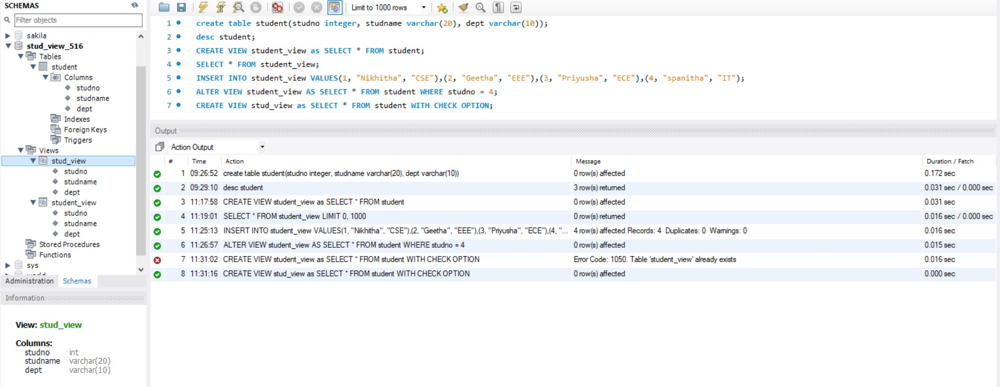 SCHEMAS
Filter objects
sakila
stud_view_516
Tables
student
Columns
studno
studname
dept
Indexes
Foreign Keys
Triggers
Views
stud_view
studno
studname
dept
student_view
studno
studname
dept
Stored Procedures
Functions
sys
Administration Schemas
Information
View: stud_view
Columns:
studno int
studname varchar(20)
dept varchar(10)
Limit to 1000 rows
1 create table student(studno integer, studname varchar(20), dept varchar(10));
2 desc student;
3 CREATE VIEW student_view as SELECT * FROM student;
4 SELECT * FROM student_view;
5 INSERT INTO student_view VALUES(1, "Nikhitha", "CSE"),(2, "Geetha", "EEE"),(3, "Priyusha", "ECE"),(4, "spanitha", "IT");
6 ALTER VIEW student_view AS SELECT * FROM student WHERE studno = 4;
7 CREATE VIEW stud_view as SELECT * FROM student WITH CHECK OPTION;
Output
Action Output
# Time Action Message Duration / Fetch
1 09:26:52 create table student(studno integer, studname varchar(20), dept varchar(10)) 0 row(s) affected 0.172 sec
2 09:29:10 desc student 3 row(s) returned 0.031 sec / 0.000 sec
3 11:17:58 CREATE VIEW student_view as SELECT * FROM student 0 row(s) affected 0.031 sec
4 11:19:01 SELECT * FROM student_view LIMIT 0, 1000 0 row(s) returned 0.016 sec / 0.000 sec
5 11:25:13 INSERT INTO student_view VALUES(1, "Nikhitha", "CSE"),(2, "Geetha", "EEE"),(3, "Priyusha", "ECE"),(4, "... 4 row(s) affected Records: 4 Duplicates: 0 Warnings: 0 0.016 sec
6 11:26:57 ALTER VIEW student_view AS SELECT * FROM student WHERE studno = 4 0 row(s) affected 0.015 sec
7 11:31:02 CREATE VIEW student_view as SELECT * FROM student WITH CHECK OPTION Error Code: 1050. Table 'student_view' already exists 0.016 sec
8 11:31:16 CREATE VIEW stud_view as SELECT * FROM student WITH CHECK OPTION 0 row(s) affected 0.000 sec